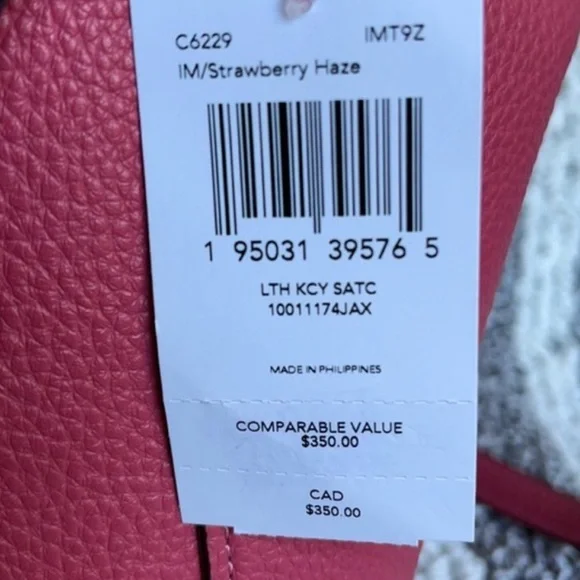 C6229 IMT9Z
IM/Strawberry Haze
1 95031 39576 5
LTH KCY SATC
10011174JAX
MADE IN PHILIPPINES
COMPARABLE VALUE
$350.00
CAD
$350.00